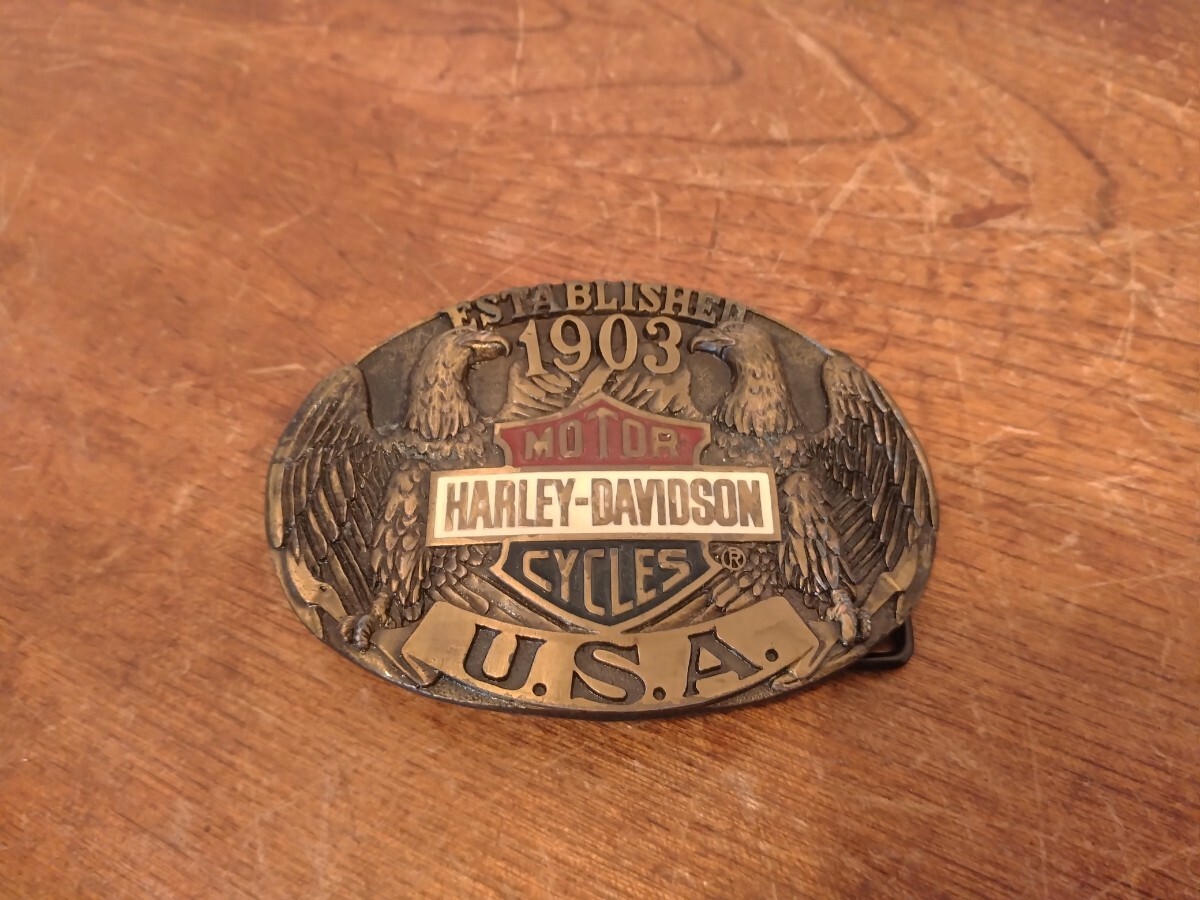 ESTABLISHED
1903
MOTOR
HARLEY-DAVIDSON
CYCLES ®
U.S.A.